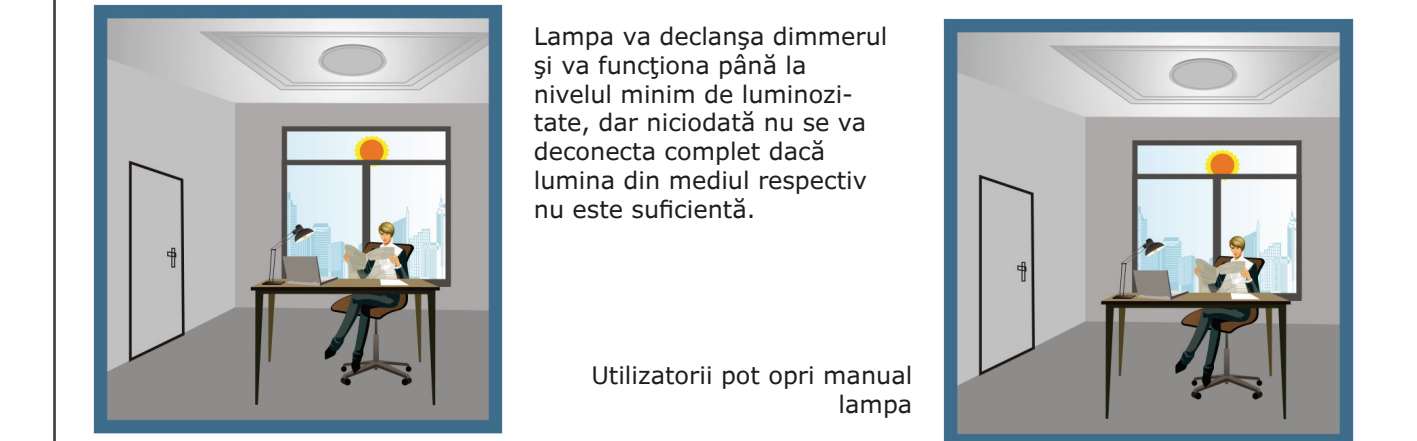 Lampa va declanşa dimmerul
şi va funcţiona până la
nivelul minim de luminozi-
tate, dar niciodată nu se va
deconecta complet dacă
lumina din mediul respectiv
nu este suficientă.
Utilizatorii pot opri manual
lampa